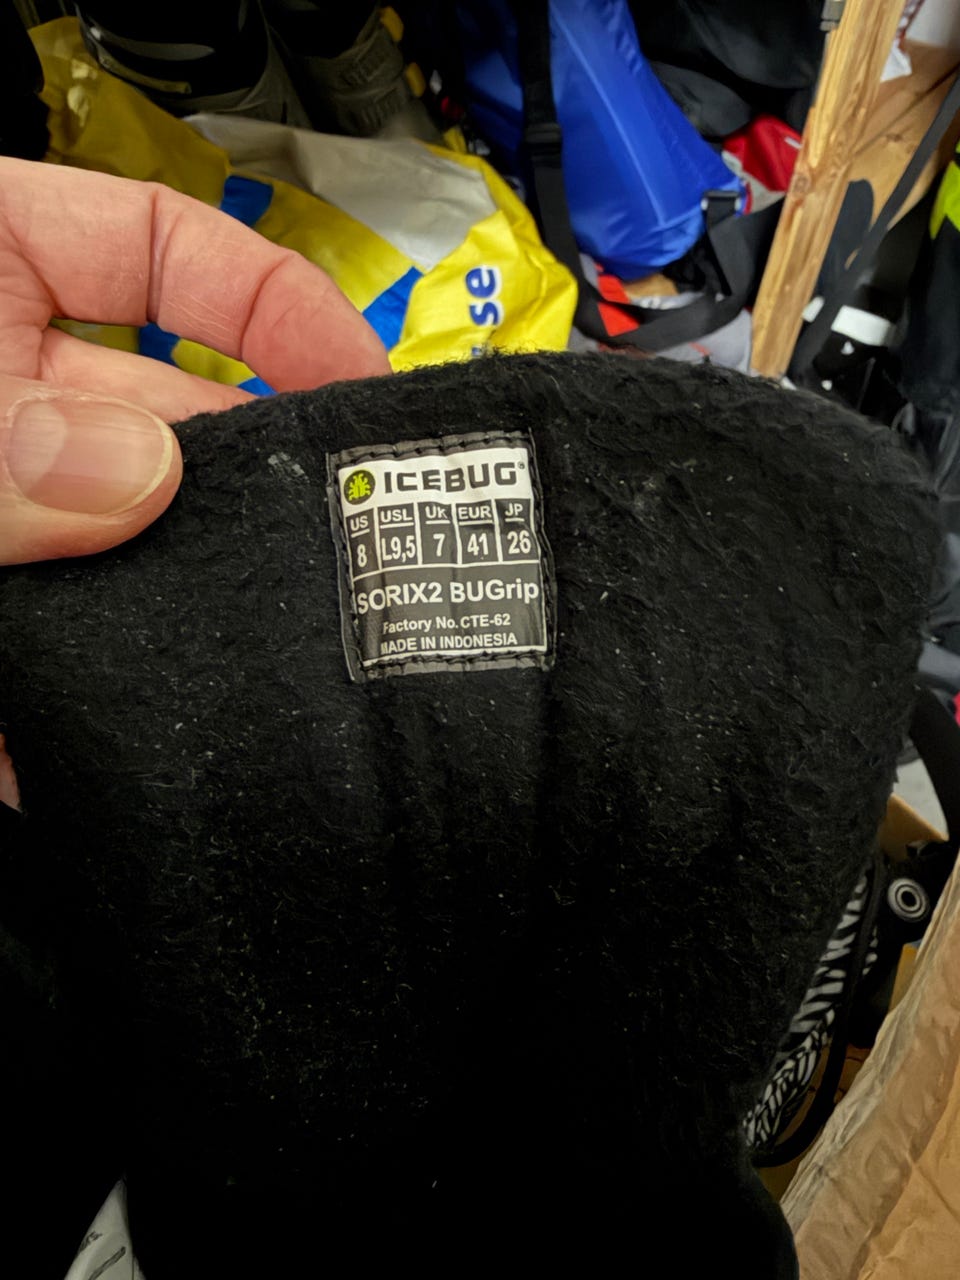 ICEBUG®
US USL UK EUR JP
8 L9,5 7 41 26
SORIX2 BUGrip
Factory No. CTE-62
MADE IN INDONESIA
se